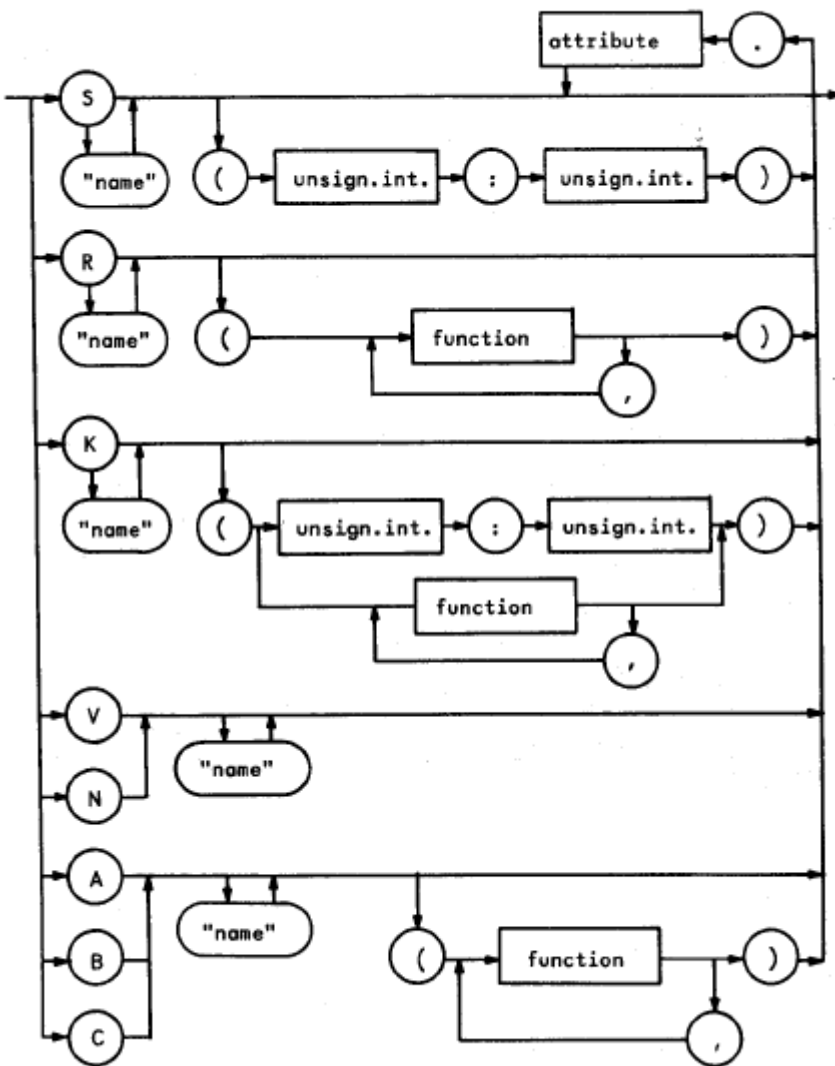 attribute .
S
"name" ( unsign.int. : unsign.int. )
R
"name" ( function )
,
K
"name" ( unsign.int. : unsign.int. )
function
,
V
"name"
N
A
"name"
B ( function )
C ,